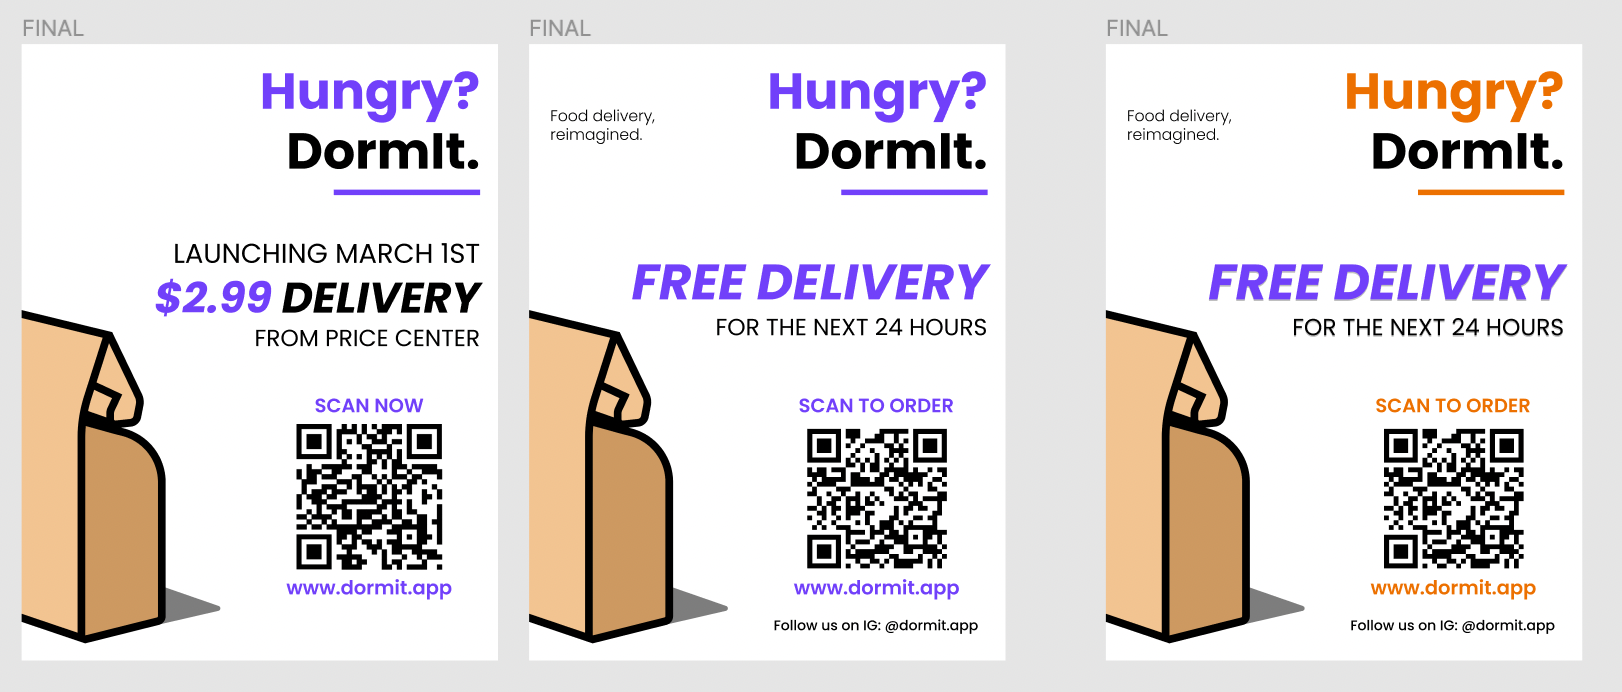 FINAL
Hungry?
DormIt.
LAUNCHING MARCH 1ST
$2.99 DELIVERY
FROM PRICE CENTER
SCAN NOW
www.dormit.app
FINAL
Food delivery,
reimagined.
Hungry?
DormIt.
FREE DELIVERY
FOR THE NEXT 24 HOURS
SCAN TO ORDER
www.dormit.app
Follow us on IG: @dormit.app
FINAL
Food delivery,
reimagined.
Hungry?
DormIt.
FREE DELIVERY
FOR THE NEXT 24 HOURS
SCAN TO ORDER
www.dormit.app
Follow us on IG: @dormit.app